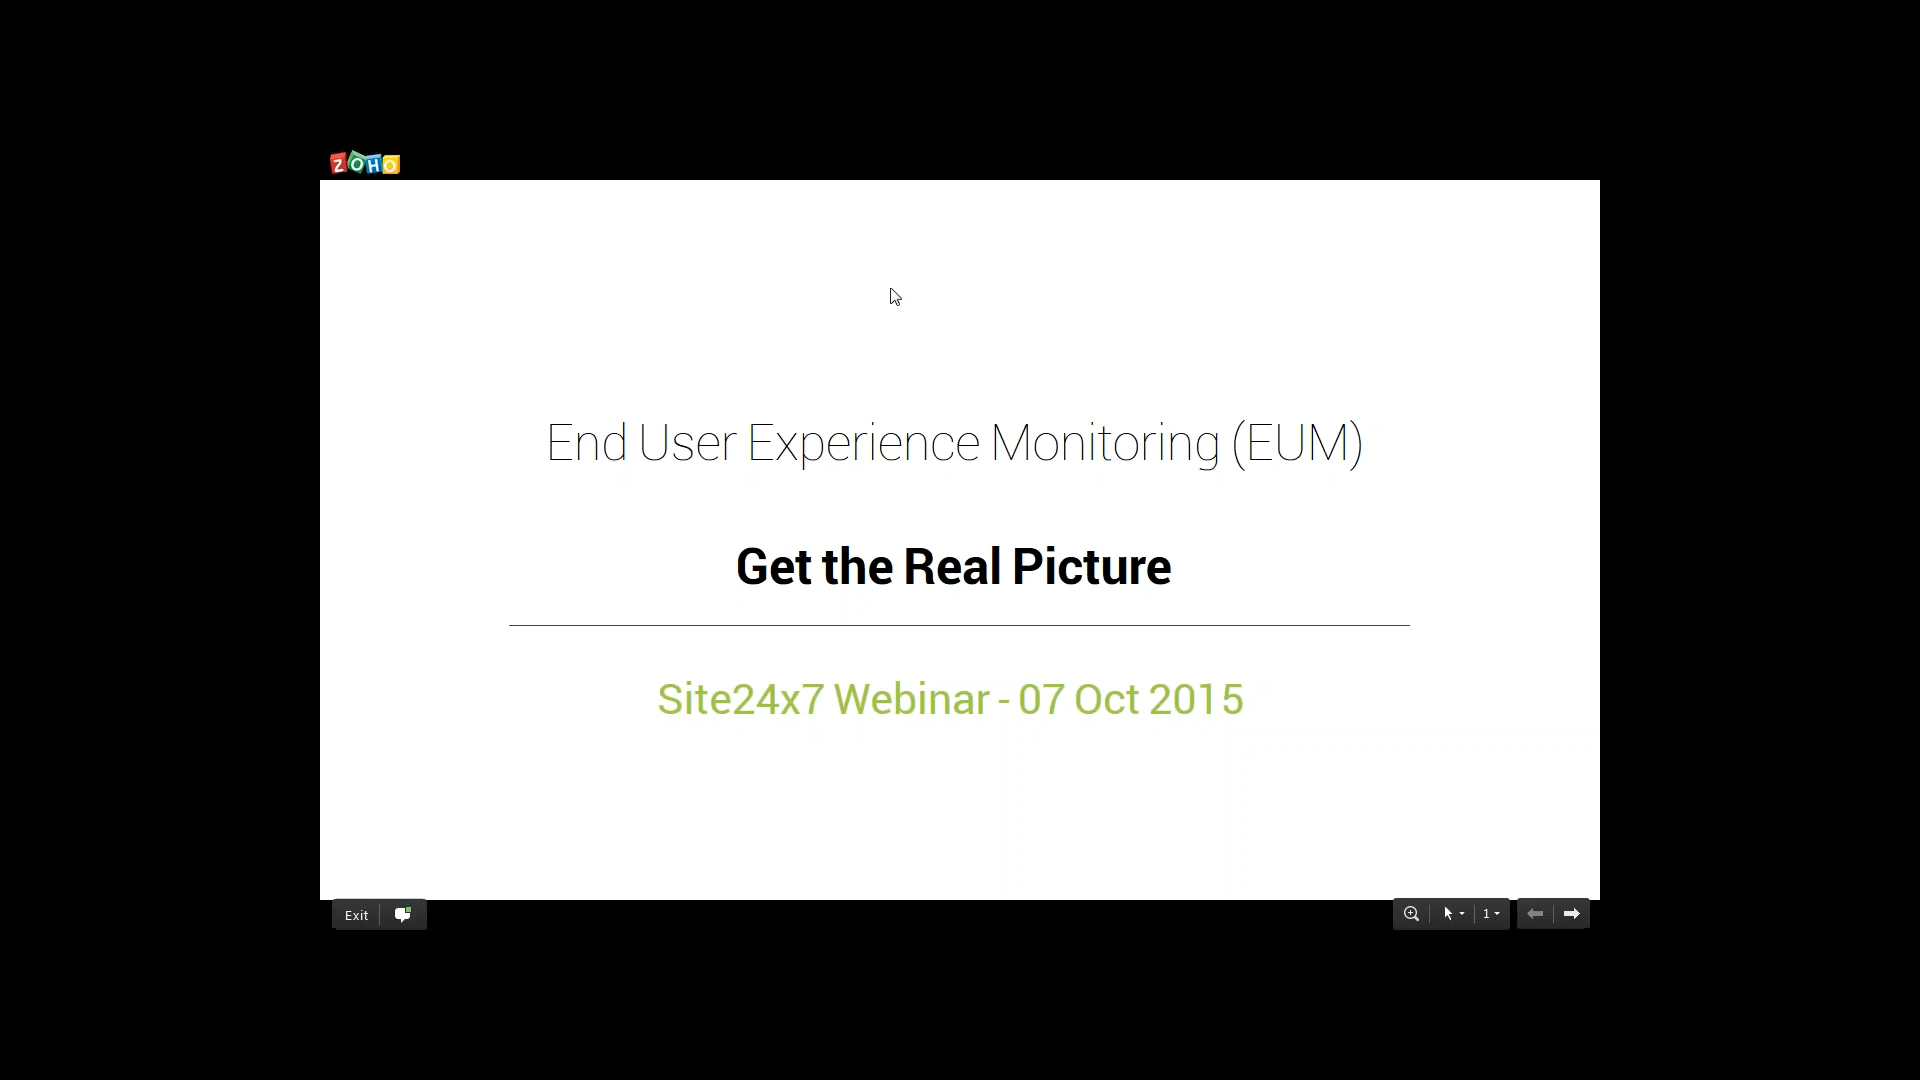 ZOHO
End User Experience Monitoring (EUM)
Get the Real Picture
Site24x7 Webinar - 07 Oct 2015
Exit
1